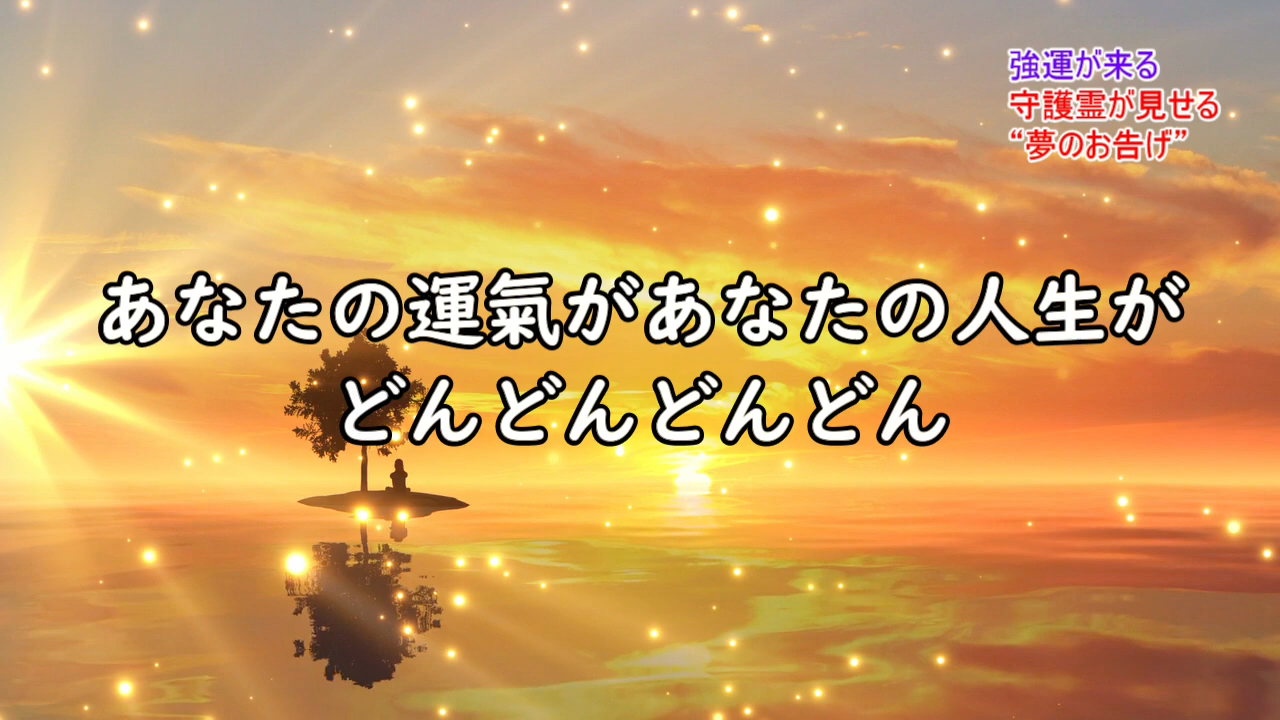 強運が来る
守護霊が見せる
“夢のお告げ”
あなたの運氣があなたの人生が
どんどんどんどん